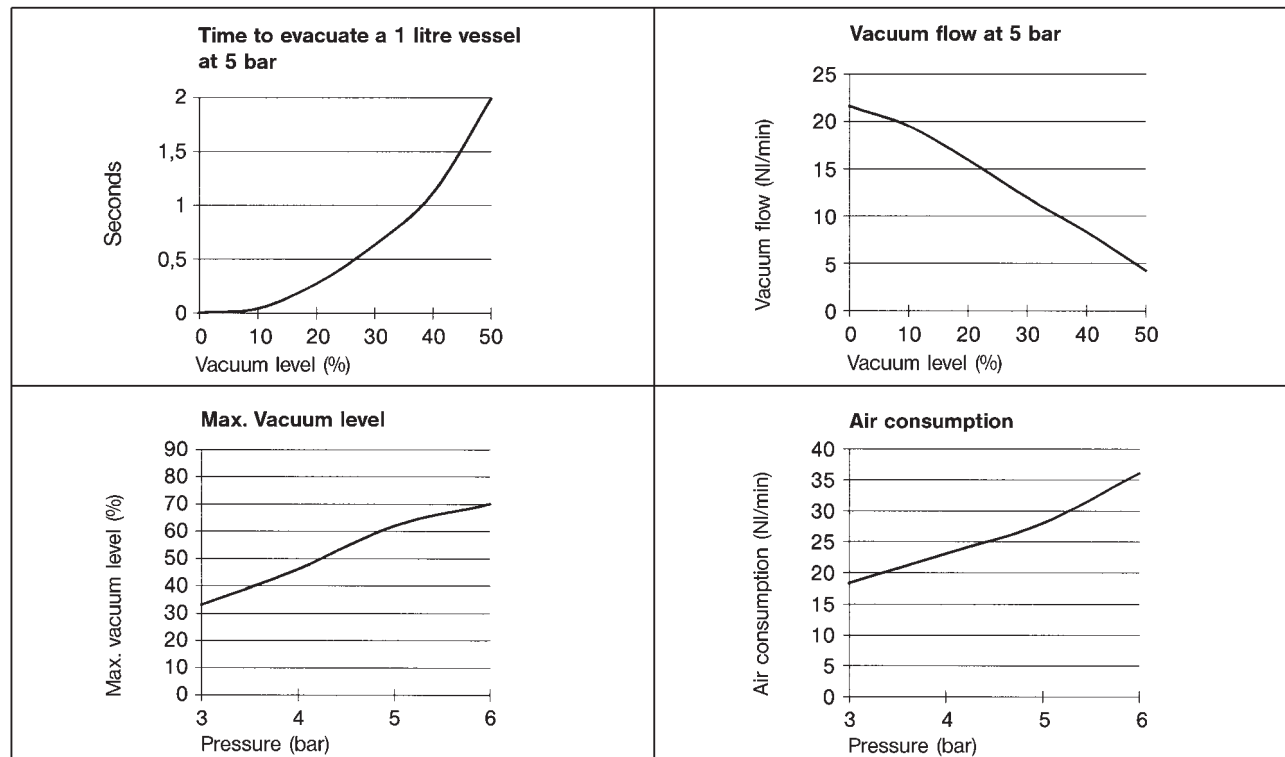 Time to evacuate a 1 litre vessel
at 5 bar
2
1,5
1
0,5
0
Seconds
0 10 20 30 40 50
Vacuum level (%)
Vacuum flow at 5 bar
25
20
15
10
5
0
Vacuum flow (Nl/min)
0 10 20 30 40 50
Vacuum level (%)
Max. Vacuum level
90
80
70
60
50
40
30
20
10
0
Max. vacuum level (%)
3 4 5 6
Pressure (bar)
Air consumption
40
35
30
25
20
15
10
5
0
Air consumption (Nl/min)
3 4 5 6
Pressure (bar)